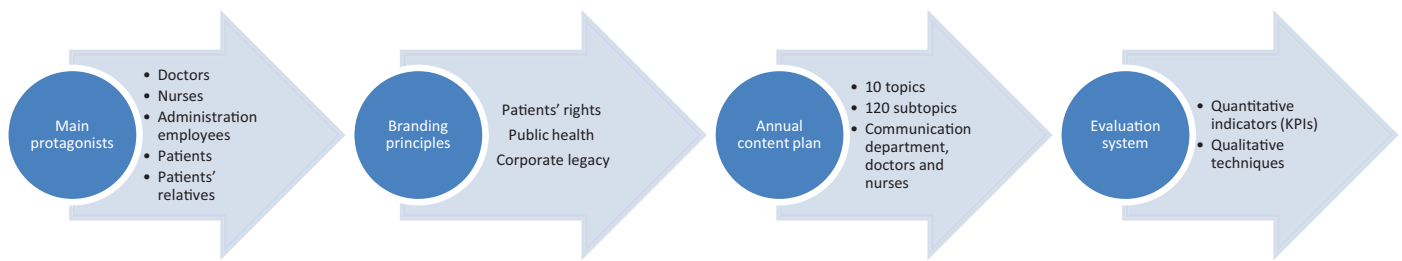 Main
protagonists
• Doctors
• Nurses
• Administration
employees
• Patients
• Patients’
relatives
Branding
principles
Patients’ rights
Public health
Corporate legacy
Annual
content plan
• 10 topics
• 120 subtopics
• Communication
department,
doctors and
nurses
Evaluation
system
• Quantitative
indicators (KPIs)
• Qualitative
techniques